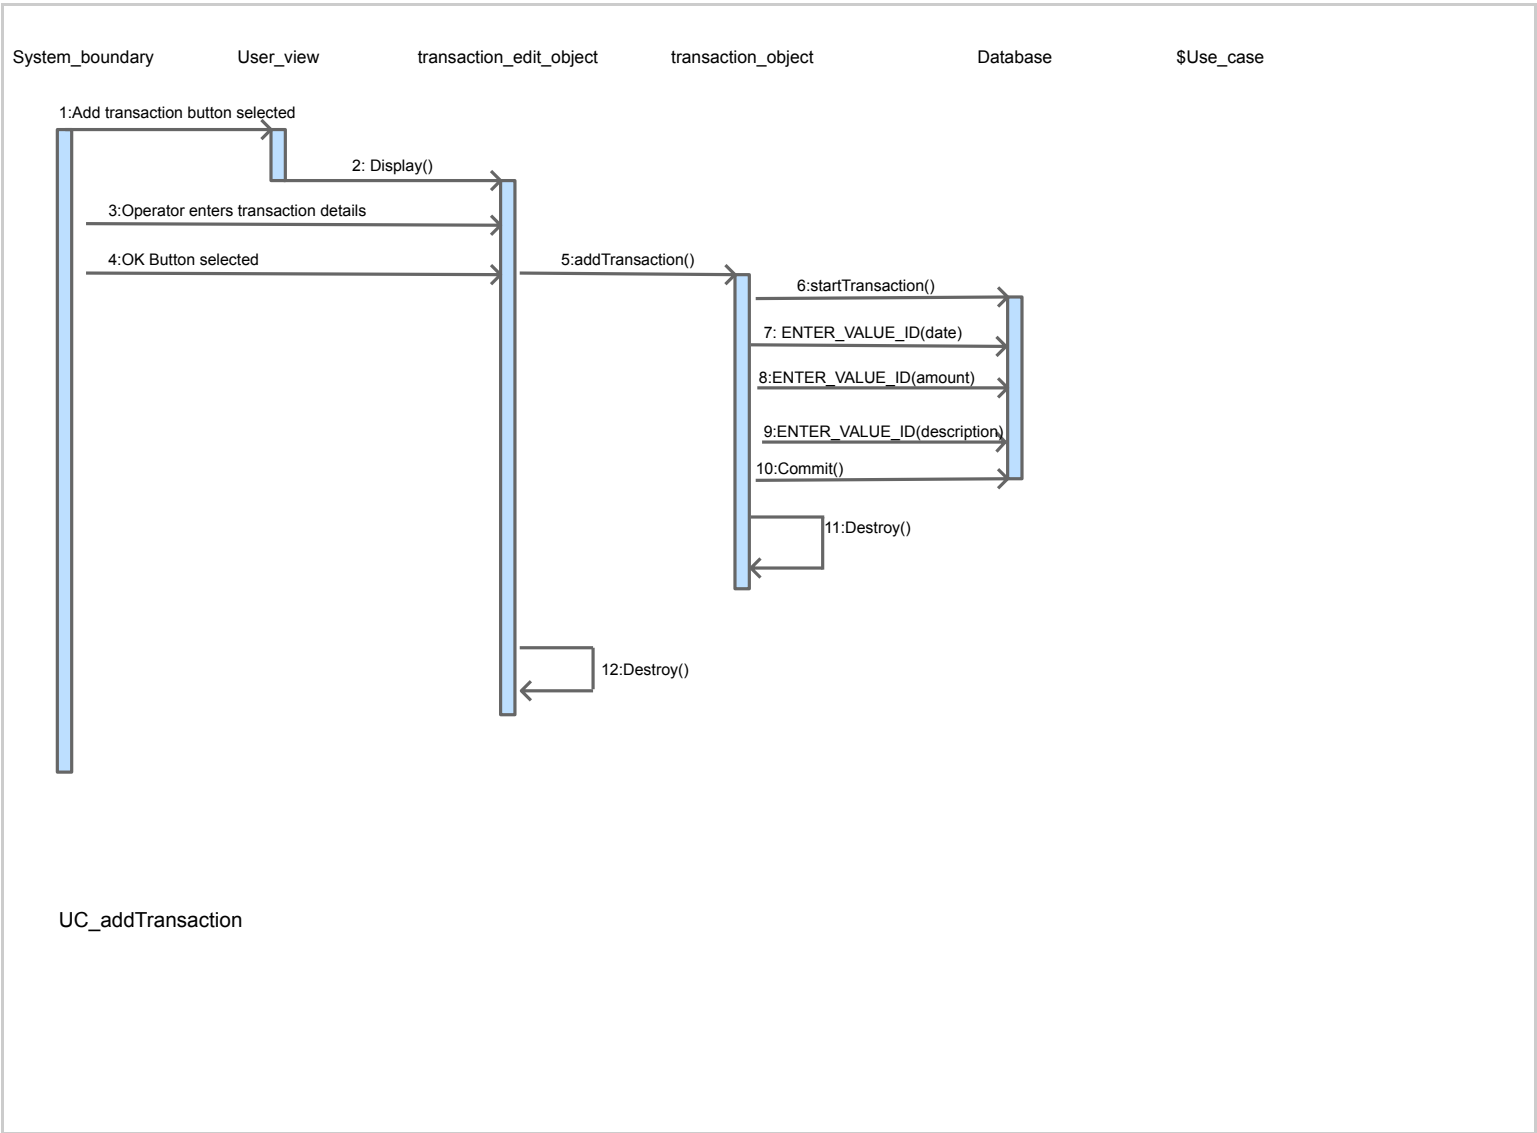 System_boundary
User_view
transaction_edit_object
transaction_object
Database
$Use_case
1:Add transaction button selected
2: Display()
3:Operator enters transaction details
4:OK Button selected
5:addTransaction()
6:startTransaction()
7: ENTER_VALUE_ID(date)
8:ENTER_VALUE_ID(amount)
9:ENTER_VALUE_ID(description)
10:Commit()
11:Destroy()
12:Destroy()
UC_addTransaction